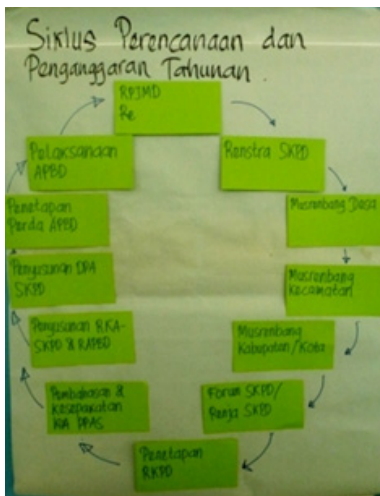 Siklus Perencanaan dan
Penganggaran Tahunan.
RPJMD
Re
Renstra SKPD
Musrenbang Desa
Musrenbang
Kecamatan
Musrenbang
Kabupaten/Kota
Forum SKPD/
Renja SKPD
Penetapan
RKPD
Pembahasan &
Kesepakatan
KUA PPAS
Penyusunan RKA-
SKPD & RAPBD
Penyusunan DPA
SKPD
Penetapan
Perda APBD
Pelaksanaan
APBD